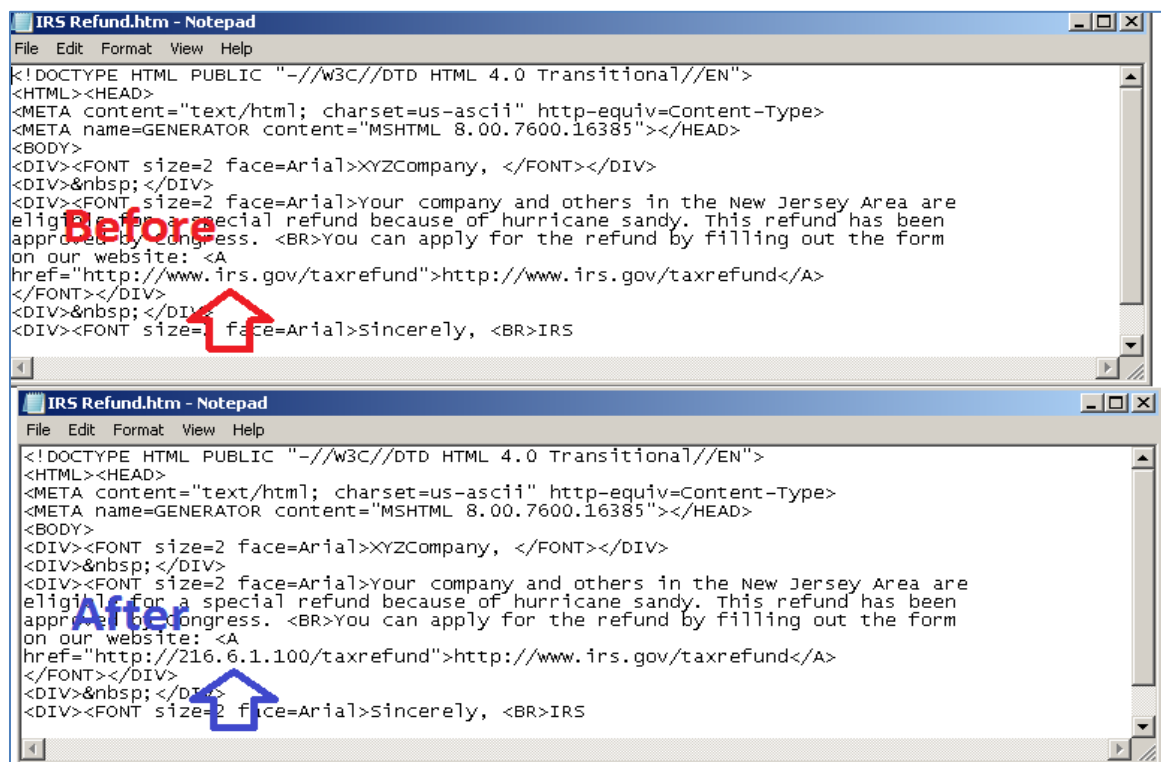 IRS Refund.htm - Notepad
File Edit Format View Help
<!DOCTYPE HTML PUBLIC "-//W3C//DTD HTML 4.0 Transitional//EN">
<HTML><HEAD>
<META content="text/html; charset=us-ascii" http-equiv=Content-Type>
<META name=GENERATOR content="MSHTML 8.00.7600.16385"></HEAD>
<BODY>
<DIV><FONT size=2 face=Arial>XYZCompany, </FONT></DIV>
<DIV>&nbsp;</DIV>
<DIV><FONT size=2 face=Arial>Your company and others in the New Jersey Area are
eligible for a special refund because of hurricane sandy. This refund has been
Before
approved by Congress. <BR>You can apply for the refund by filling out the form
on our website: <A
href="http://www.irs.gov/taxrefund">http://www.irs.gov/taxrefund</A>
</FONT></DIV>
<DIV>&nbsp;</DIV>
<DIV><FONT size=2 face=Arial>Sincerely, <BR>IRS
IRS Refund.htm - Notepad
File Edit Format View Help
<!DOCTYPE HTML PUBLIC "-//W3C//DTD HTML 4.0 Transitional//EN">
<HTML><HEAD>
<META content="text/html; charset=us-ascii" http-equiv=Content-Type>
<META name=GENERATOR content="MSHTML 8.00.7600.16385"></HEAD>
<BODY>
<DIV><FONT size=2 face=Arial>XYZCompany, </FONT></DIV>
<DIV>&nbsp;</DIV>
<DIV><FONT size=2 face=Arial>Your company and others in the New Jersey Area are
eligible for a special refund because of hurricane sandy. This refund has been
After
approved by Congress. <BR>You can apply for the refund by filling out the form
on our website: <A
href="http://216.6.1.100/taxrefund">http://www.irs.gov/taxrefund</A>
</FONT></DIV>
<DIV>&nbsp;</DIV>
<DIV><FONT size=2 face=Arial>Sincerely, <BR>IRS